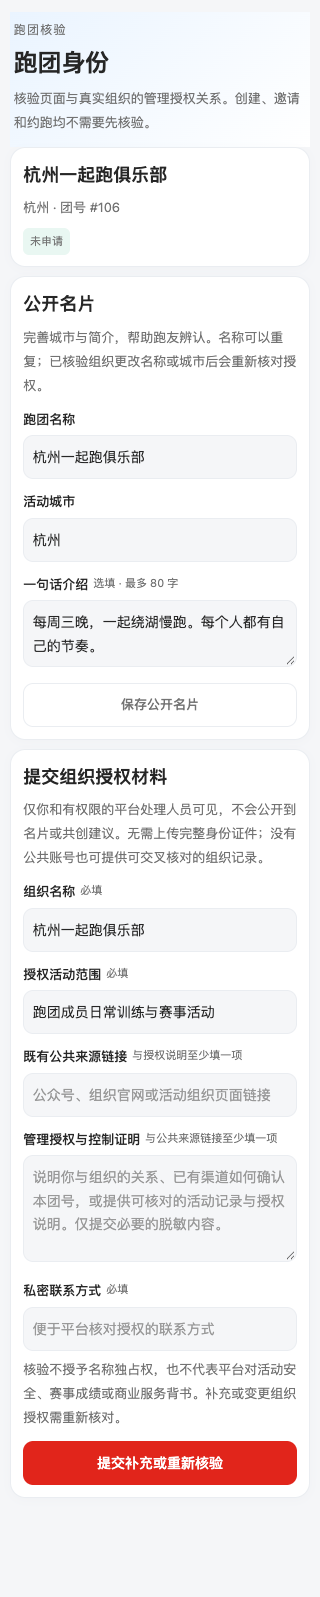 跑团核验
跑团身份
核验页面与真实组织的管理授权关系。创建、邀请
和约跑均不需要先核验。
杭州一起跑俱乐部
杭州 · 团号 #106
未申请
公开名片
完善城市与简介，帮助跑友辨认。名称可以重
复；已核验组织更改名称或城市后会重新核对授
权。
跑团名称
杭州一起跑俱乐部
活动城市
杭州
一句话介绍 选填 · 最多 80 字
每周三晚，一起绕湖慢跑。每个人都有自
己的节奏。
保存公开名片
提交组织授权材料
仅你和有权限的平台处理人员可见，不会公开到
名片或共创建议。无需上传完整身份证件；没有
公共账号也可提供可交叉核对的组织记录。
组织名称 必填
杭州一起跑俱乐部
授权活动范围 必填
跑团成员日常训练与赛事活动
既有公共来源链接 与授权说明至少填一项
公众号、组织官网或活动组织页面链接
管理授权与控制证明 与公共来源链接至少填一项
说明你与组织的关系、已有渠道如何确认
本团号，或提供可核对的活动记录与授权
说明。仅提交必要的脱敏内容。
私密联系方式 必填
便于平台核对授权的联系方式
核验不授予名称独占权，也不代表平台对活动安
全、赛事成绩或商业服务背书。补充或变更组织
授权需重新核对。
提交补充或重新核验